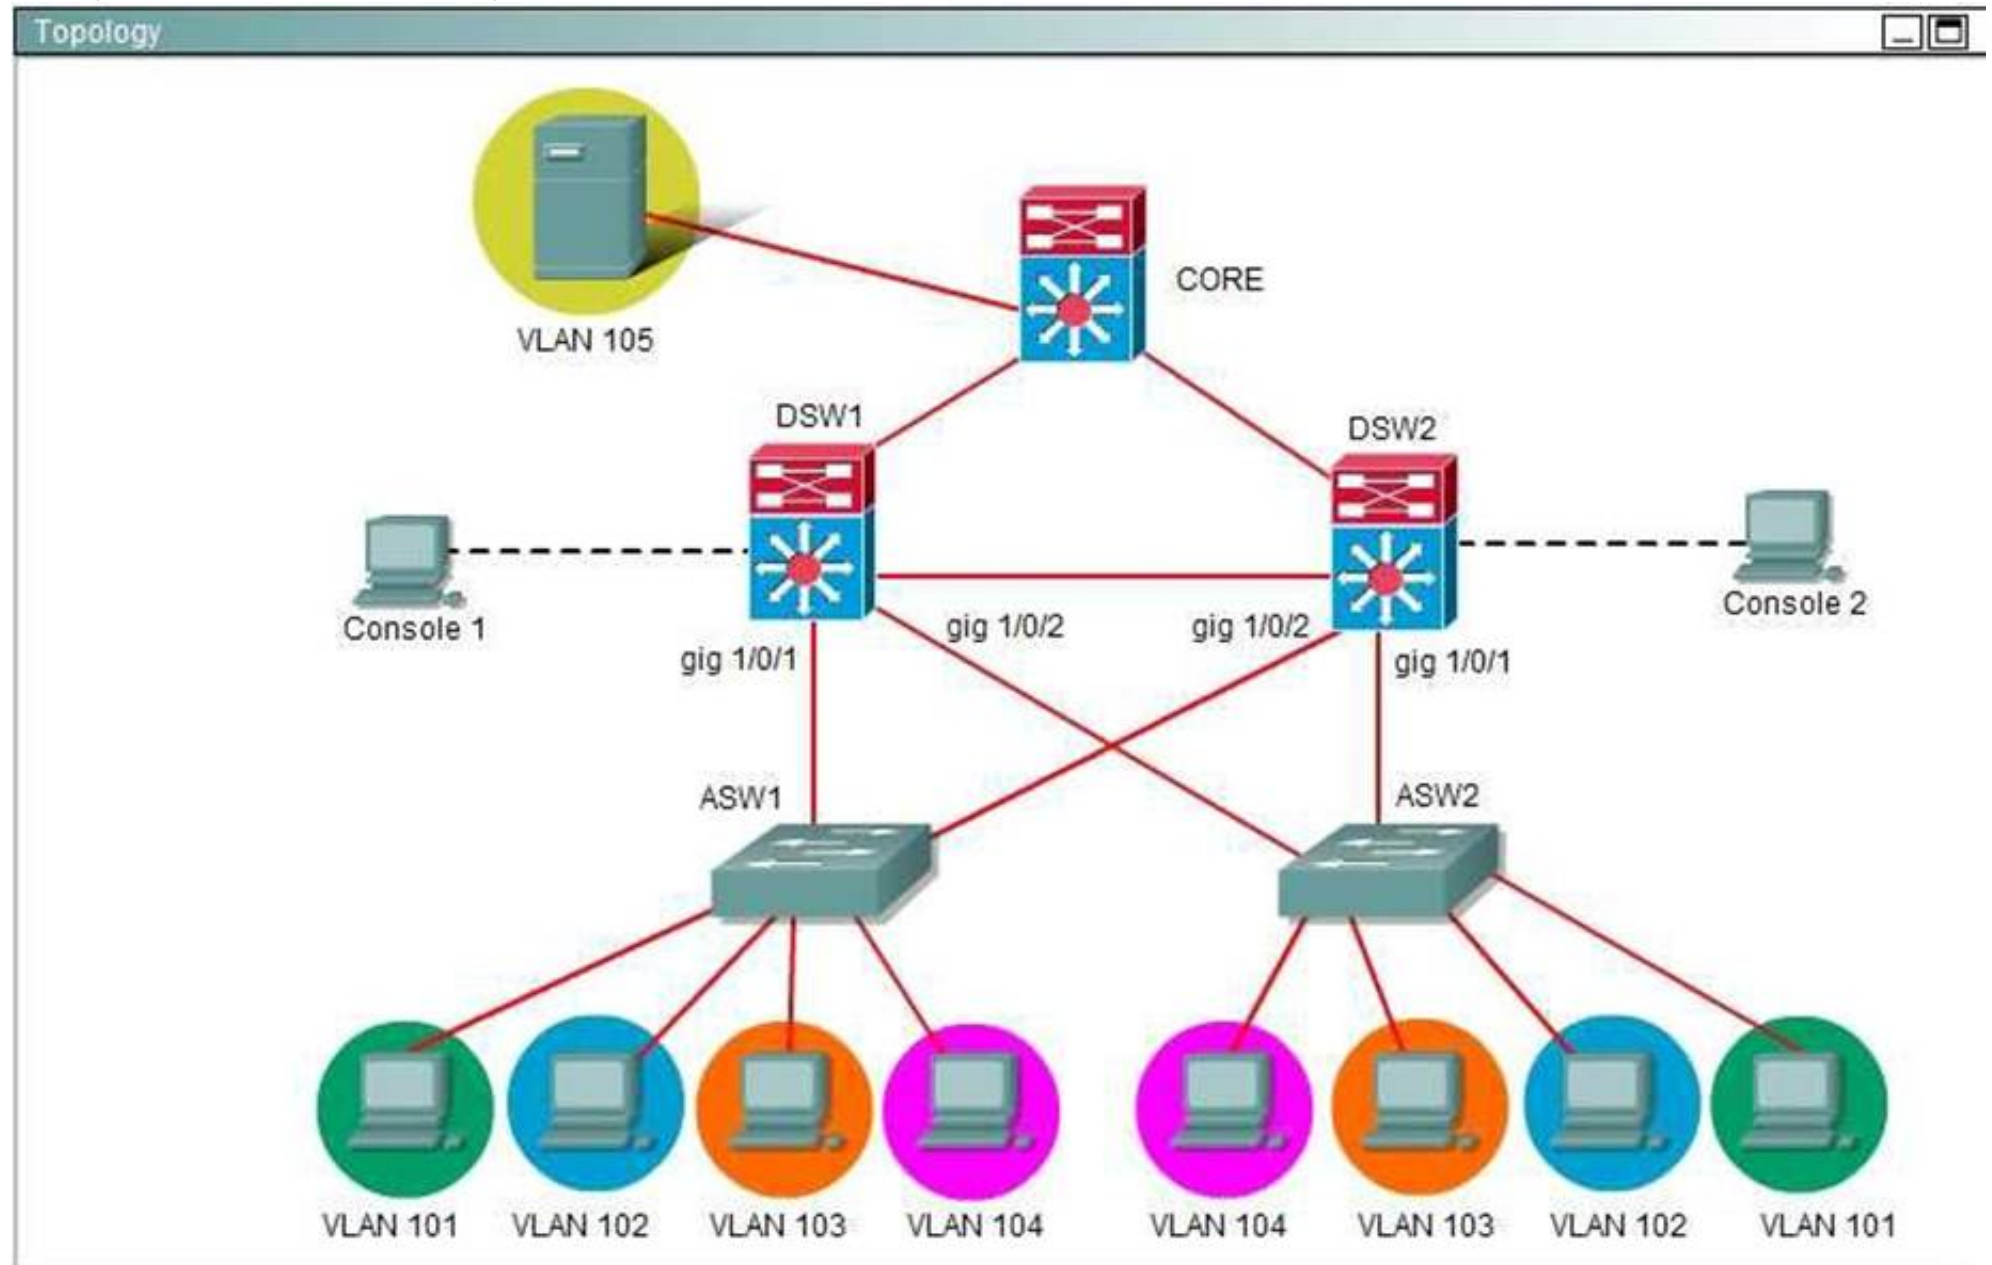 Topology
VLAN 105
CORE
DSW1
DSW2
Console 1
Console 2
gig 1/0/1
gig 1/0/2
gig 1/0/2
gig 1/0/1
ASW1
ASW2
VLAN 101
VLAN 102
VLAN 103
VLAN 104
VLAN 104
VLAN 103
VLAN 102
VLAN 101